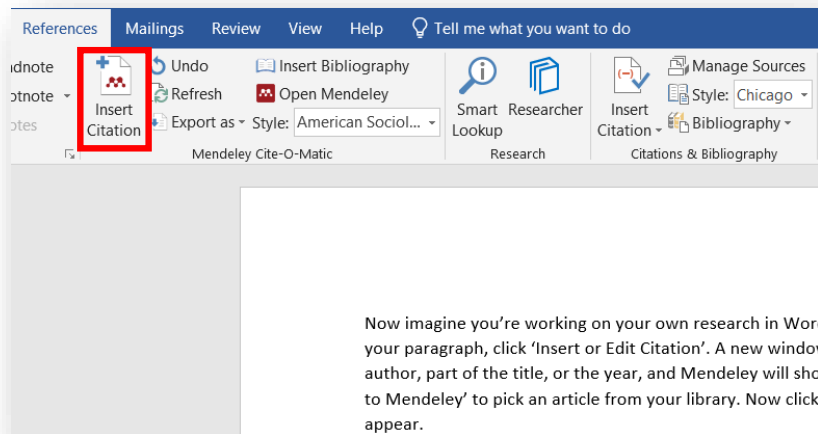 References Mailings Review View Help Tell me what you want to do
Undo Insert Bibliography Manage Sources
Refresh Open Mendeley Style: Chicago
Insert Citation Export as Style: American Sociol... Smart Lookup Researcher Insert Citation Bibliography
Mendeley Cite-O-Matic Research Citations & Bibliography
Now imagine you're working on your own research in
your paragraph, click 'Insert or Edit Citation'. A new
author, part of the title, or the year, and Mendeley will
to Mendeley' to pick an article from your library. Now click
appear.